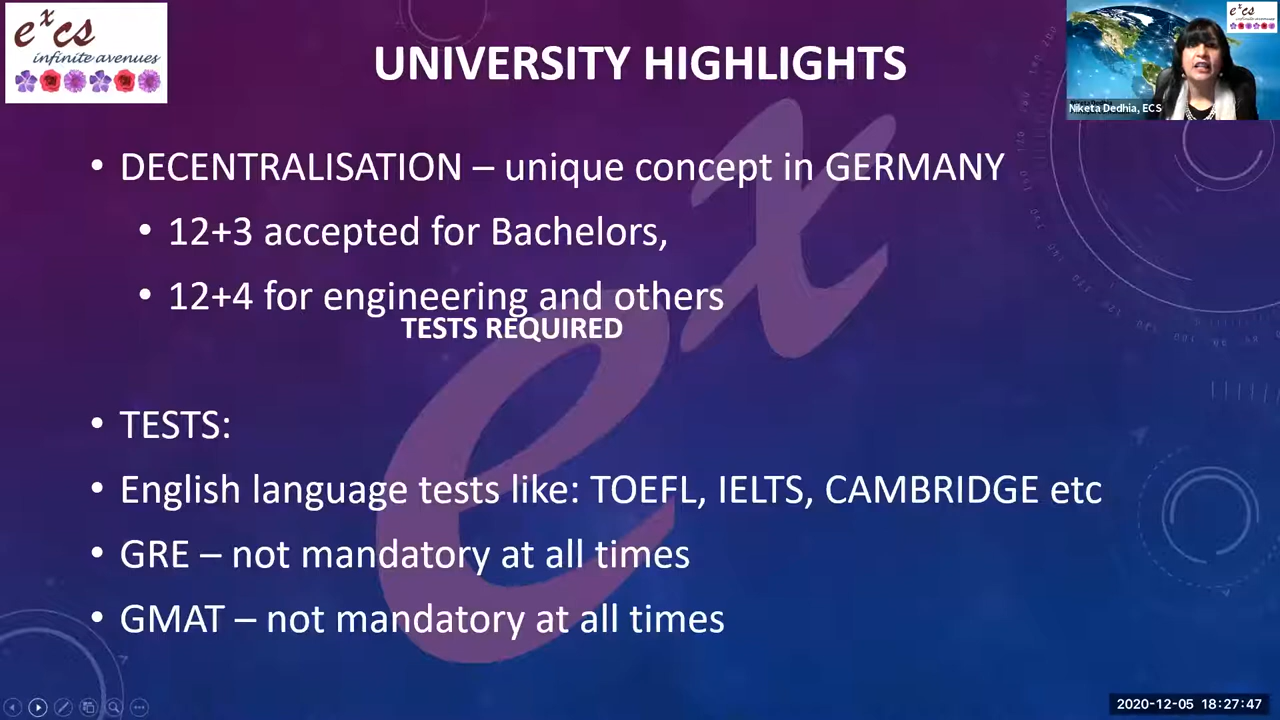 excs
infinite avenues
UNIVERSITY HIGHLIGHTS
Niketa Dedhia, ECS
• DECENTRALISATION – unique concept in GERMANY
• 12+3 accepted for Bachelors,
• 12+4 for engineering and others
TESTS REQUIRED
• TESTS:
• English language tests like: TOEFL, IELTS, CAMBRIDGE etc
• GRE – not mandatory at all times
• GMAT – not mandatory at all times
ex
2020-12-05 18:27:47